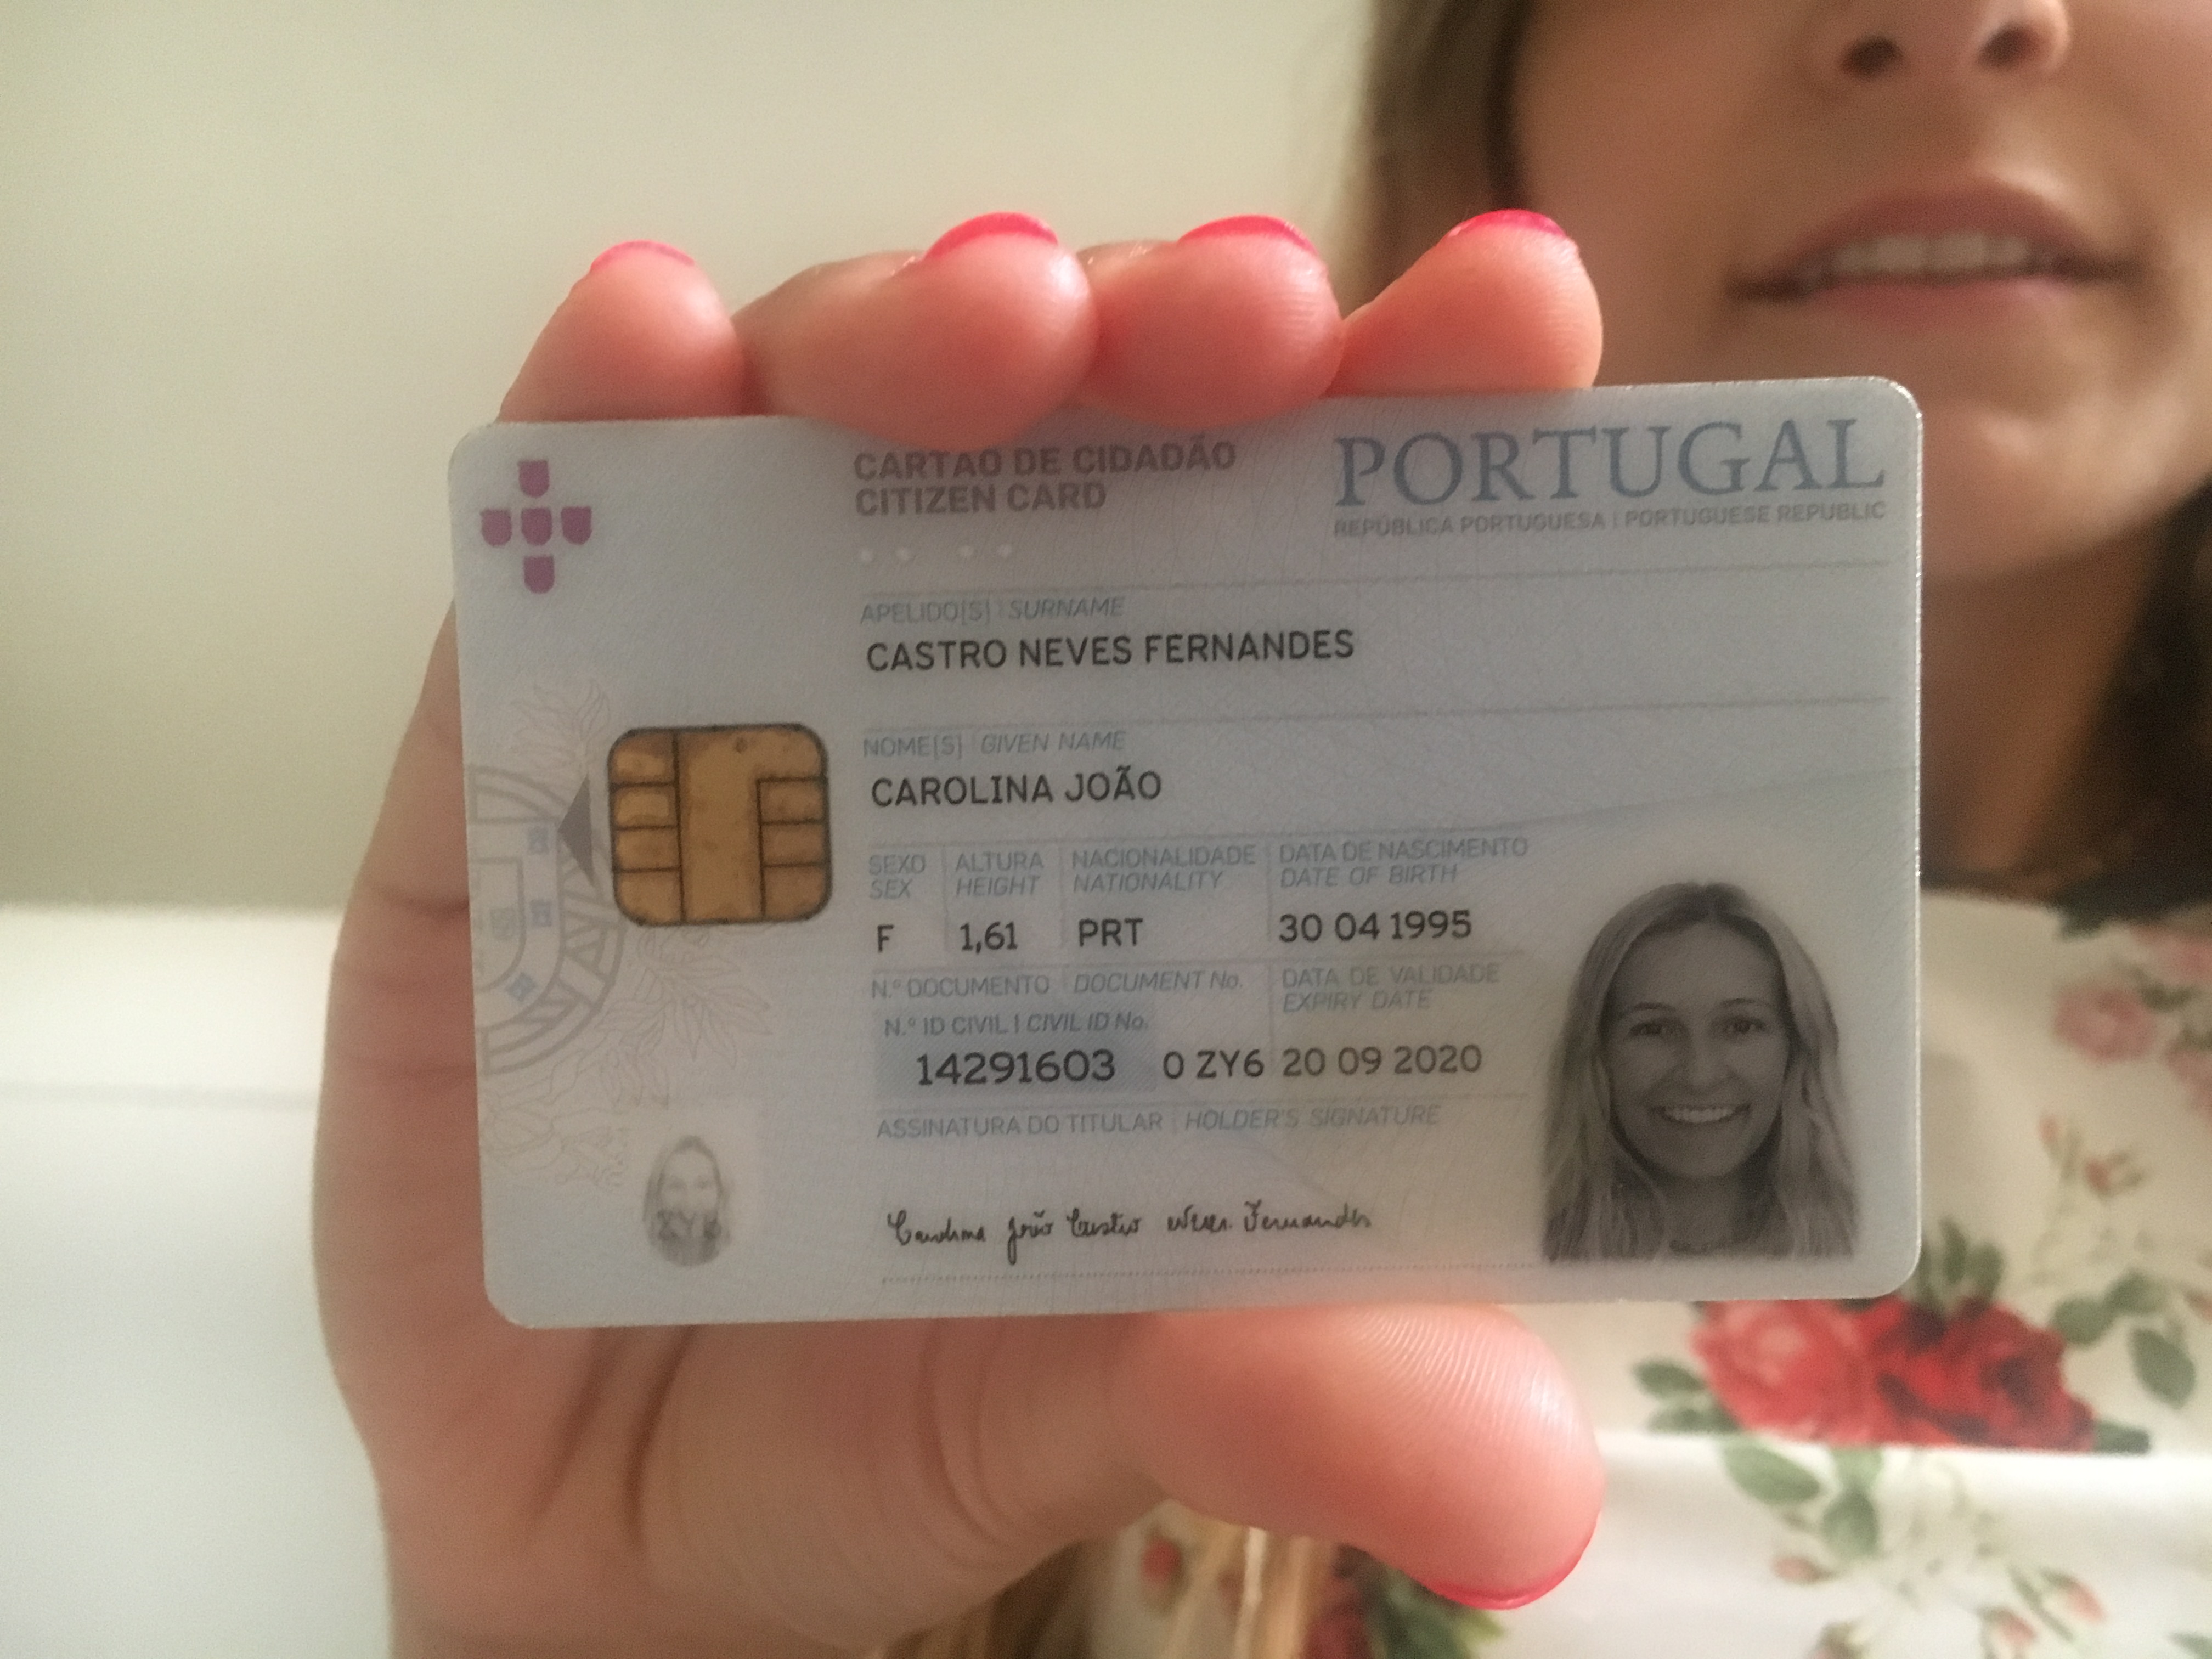 CARTÃO DE CIDADÃO
CITIZEN CARD
PORTUGAL
REPÚBLICA PORTUGUESA | PORTUGUESE REPUBLIC
APELIDO[S] | SURNAME
CASTRO NEVES FERNANDES
NOME[S] | GIVEN NAME
CAROLINA JOÃO
SEXO ALTURA NACIONALIDADE DATA DE NASCIMENTO
SEX HEIGHT NATIONALITY DATE OF BIRTH
F 1,61 PRT 30 04 1995
N.º DOCUMENTO | DOCUMENT No. DATA DE VALIDADE
EXPIRY DATE
N.º ID CIVIL | CIVIL ID No.
14291603 0 ZY6 20 09 2020
ASSINATURA DO TITULAR | HOLDER'S SIGNATURE
Carolina João Castro Neves Fernandes